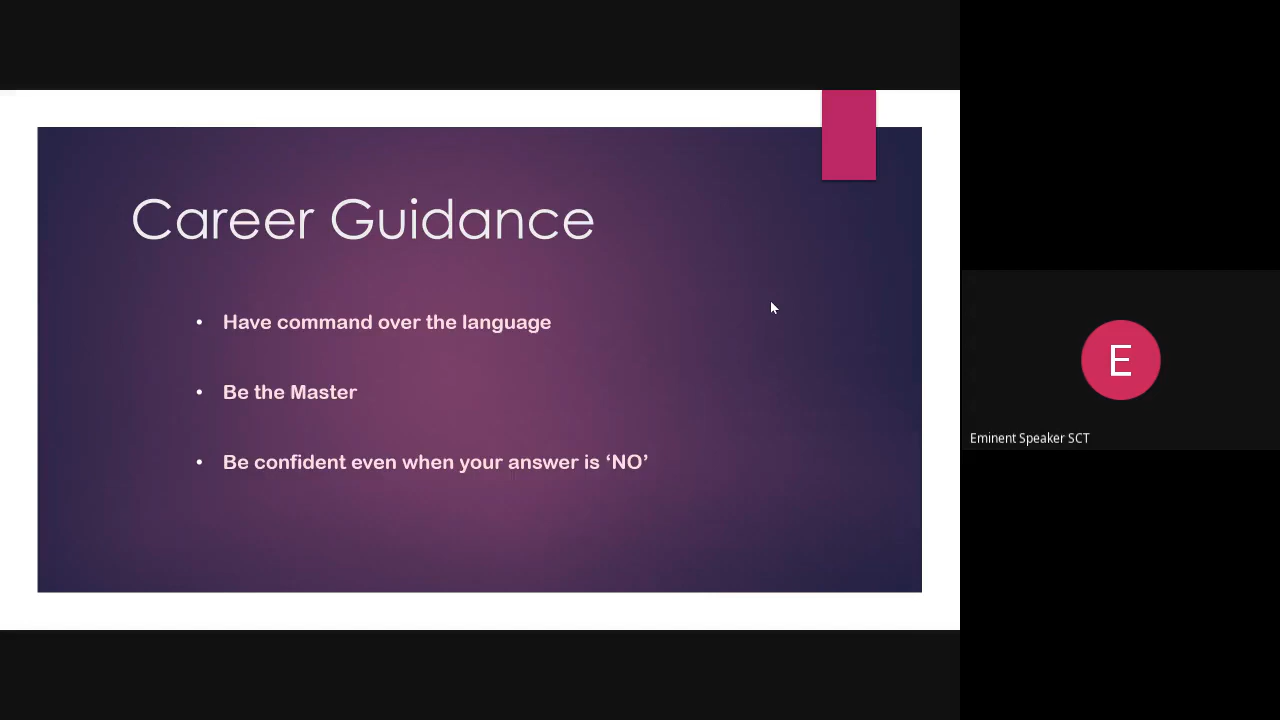 Career Guidance
• Have command over the language
• Be the Master
• Be confident even when your answer is ‘NO’
E
Eminent Speaker SCT